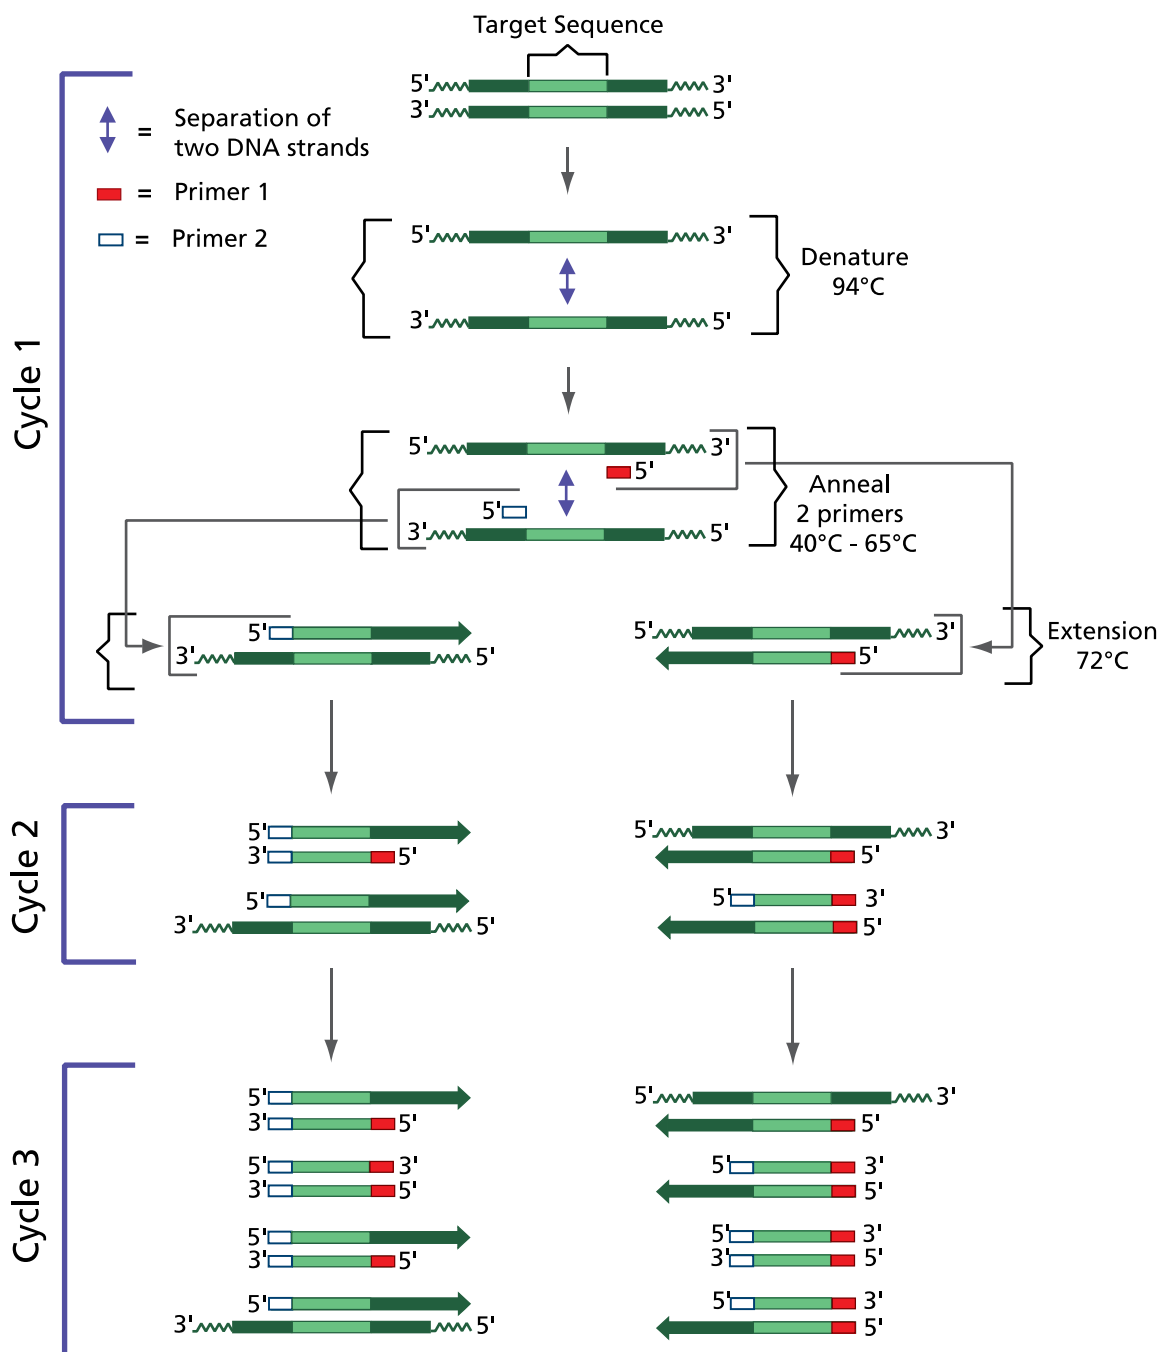 Target Sequence
5' 3'
3' 5'
= Separation of
two DNA strands
= Primer 1
= Primer 2
Cycle 1
5' 3'
Denature
94°C
3' 5'
5' 3'
5'
Anneal
2 primers
40°C - 65°C
5'
3' 5'
5'
3' 5'
5' 3'
5'
Extension
72°C
Cycle 2
5'
3' 5'
5'
3' 5'
5' 3'
5'
5' 3'
5'
Cycle 3
5'
3' 5'
5' 3'
3' 5'
5'
3' 5'
5'
3' 5'
5' 3'
5'
5' 3'
5'
5' 3'
3' 5'
5' 3'
5'